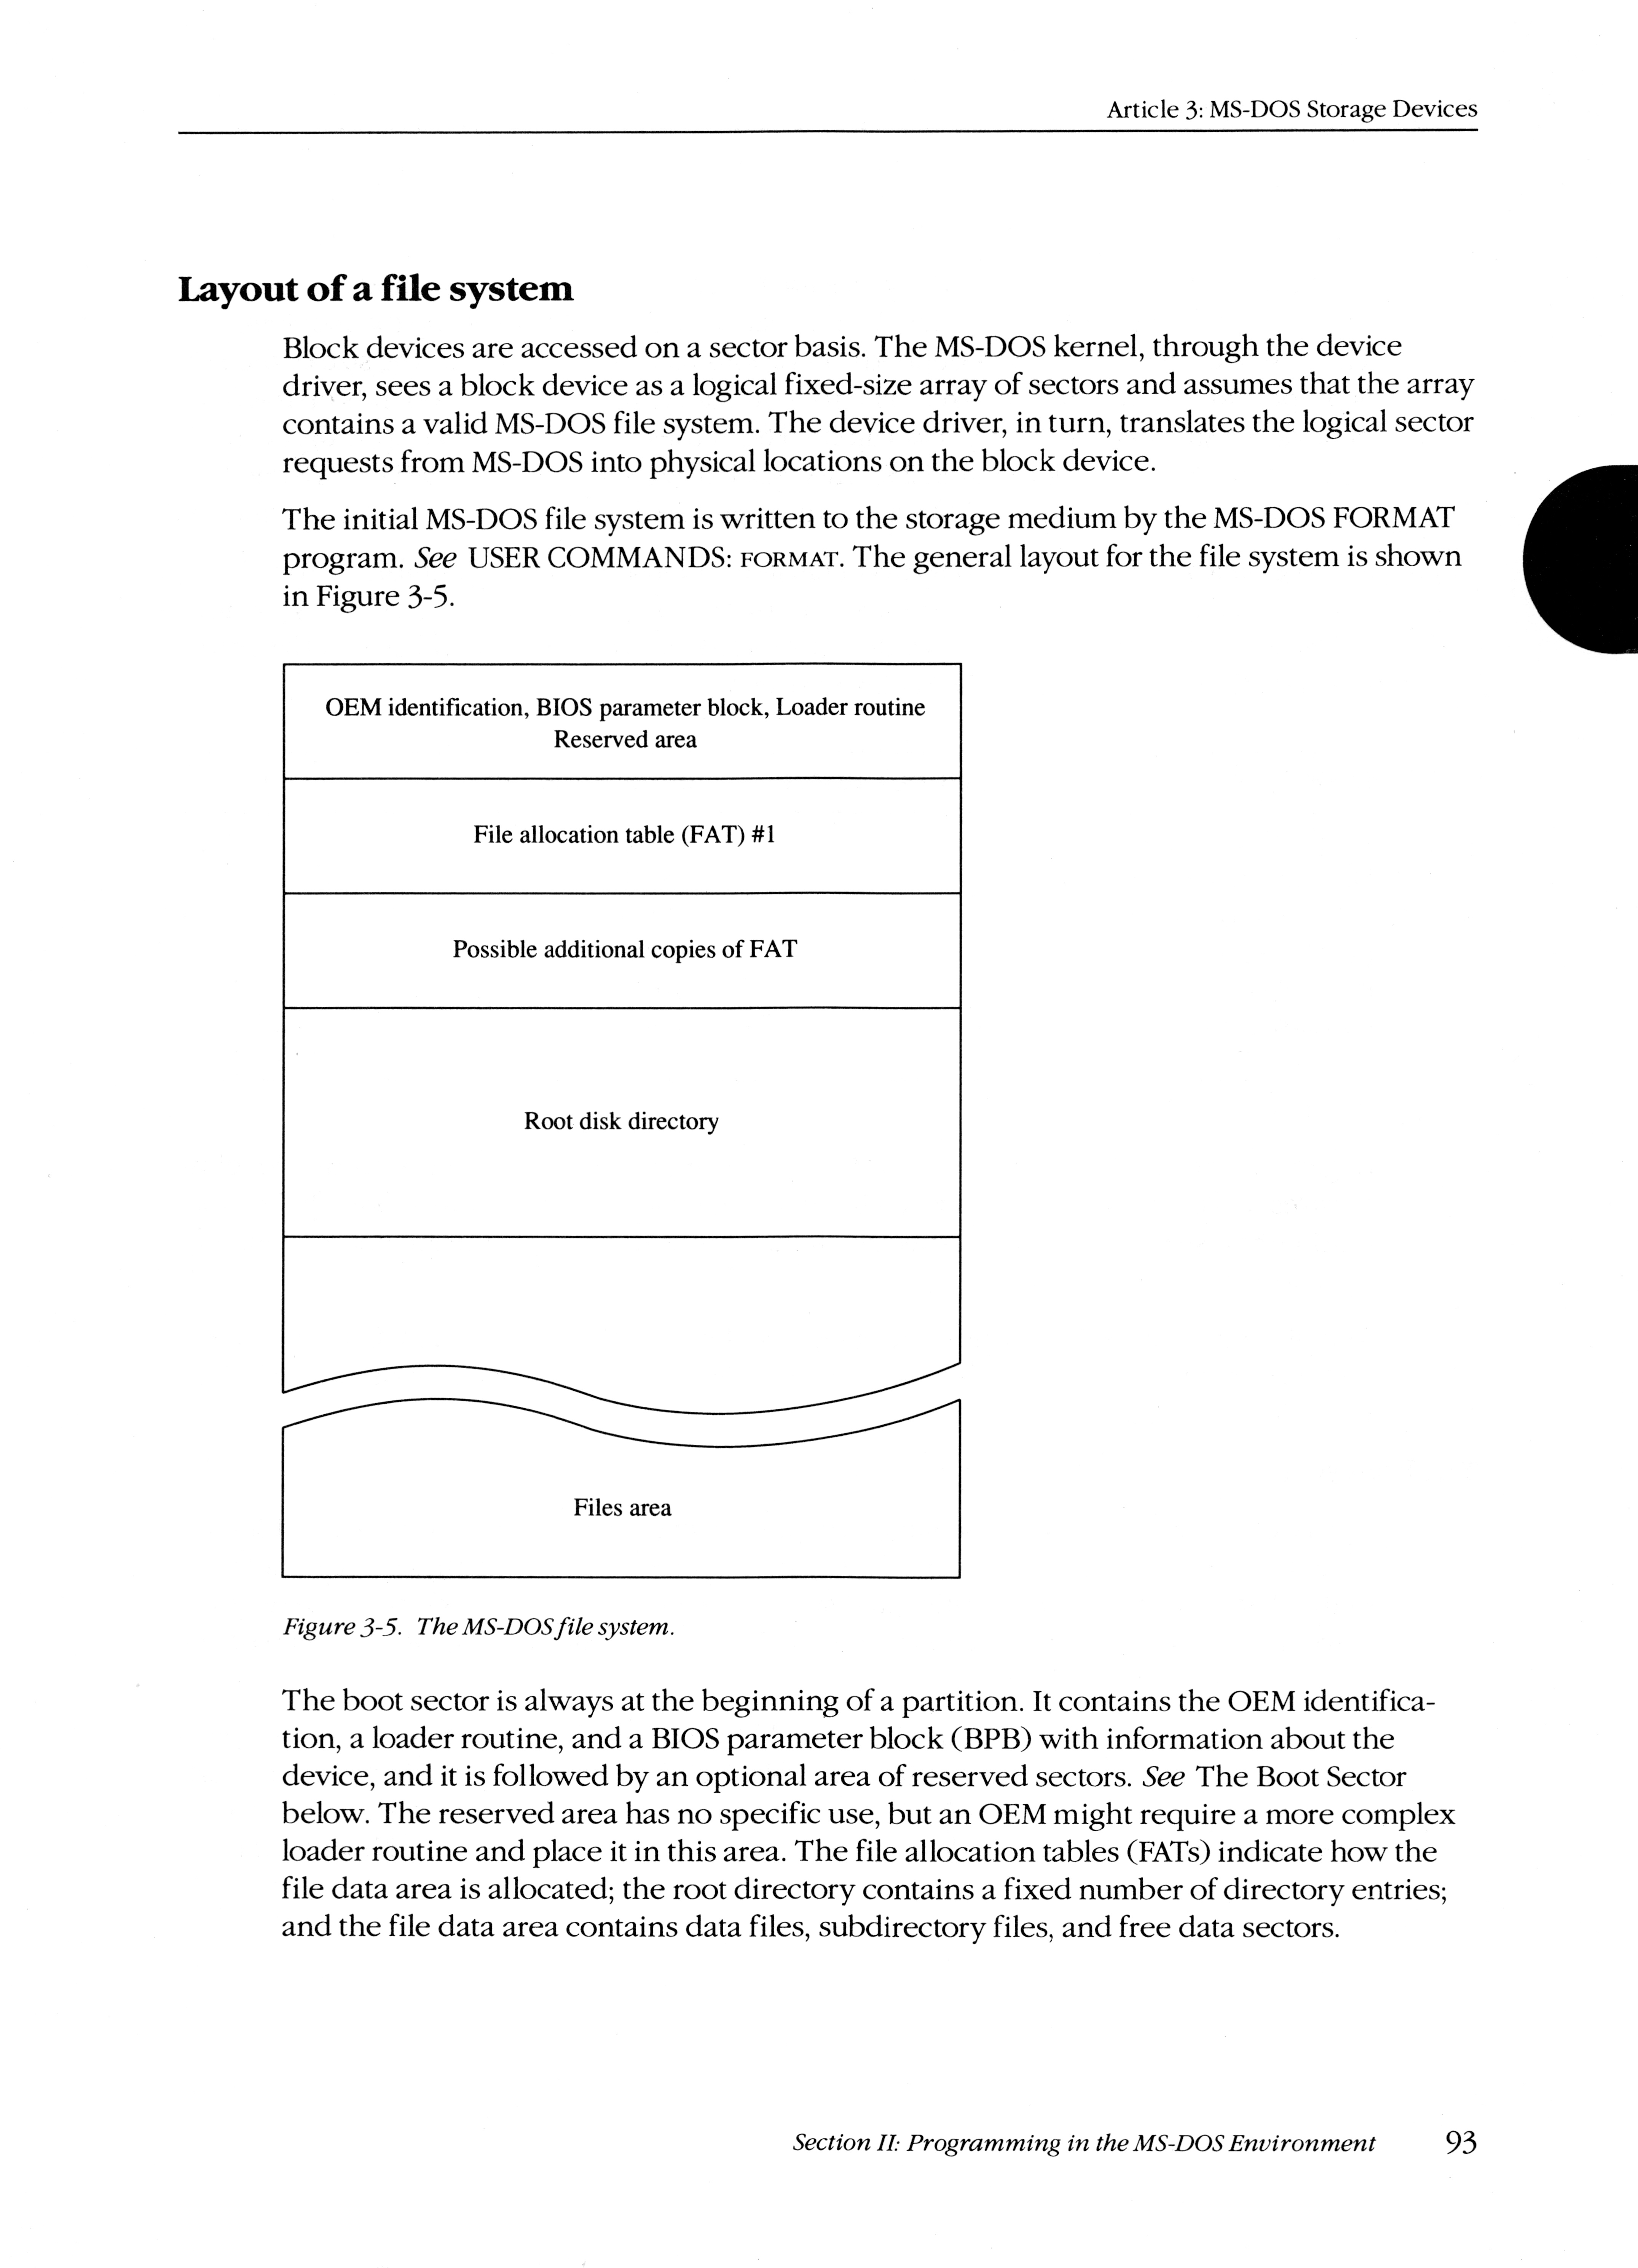 Article 3: MS-DOS Storage Devices
Layout of a file system
Block devices are accessed on a sector basis. The MS-DOS kernel, through the device
driver, sees a block device as a logical fixed-size array of sectors and assumes that the array
contains a valid MS-DOS file system. The device driver, in turn, translates the logical sector
requests from MS-DOS into physical locations on the block device.
The initial MS-DOS file system is written to the storage medium by the MS-DOS FORMAT
program. See USER COMMANDS: FORMAT. The general layout for the file system is shown
in Figure 3-5.
OEM identification, BIOS parameter block, Loader routine
Reserved area
File allocation table (FAT) #1
Possible additional copies of FAT
Root disk directory
Files area
Figure 3-5. The MS-DOS file system.
The boot sector is always at the beginning of a partition. It contains the OEM identifica-
tion, a loader routine, and a BIOS parameter block (BPB) with information about the
device, and it is followed by an optional area of reserved sectors. See The Boot Sector
below. The reserved area has no specific use, but an OEM might require a more complex
loader routine and place it in this area. The file allocation tables (FATs) indicate how the
file data area is allocated; the root directory contains a fixed number of directory entries;
and the file data area contains data files, subdirectory files, and free data sectors.
Section II: Programming in the MS-DOS Environment 93